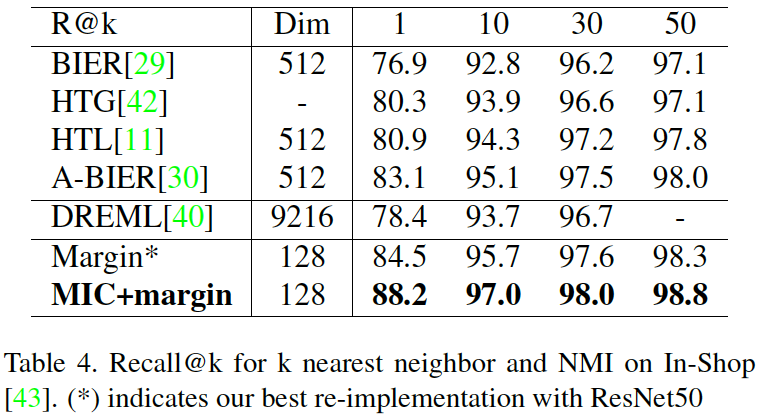 R@k Dim 1 10 30 50
BIER[29] 512 76.9 92.8 96.2 97.1
HTG[42] - 80.3 93.9 96.6 97.1
HTL[11] 512 80.9 94.3 97.2 97.8
A-BIER[30] 512 83.1 95.1 97.5 98.0
DREML[40] 9216 78.4 93.7 96.7 -
Margin* 128 84.5 95.7 97.6 98.3
MIC+margin 128 88.2 97.0 98.0 98.8
Table 4. Recall@k for k nearest neighbor and NMI on In-Shop
[43]. (*) indicates our best re-implementation with ResNet50